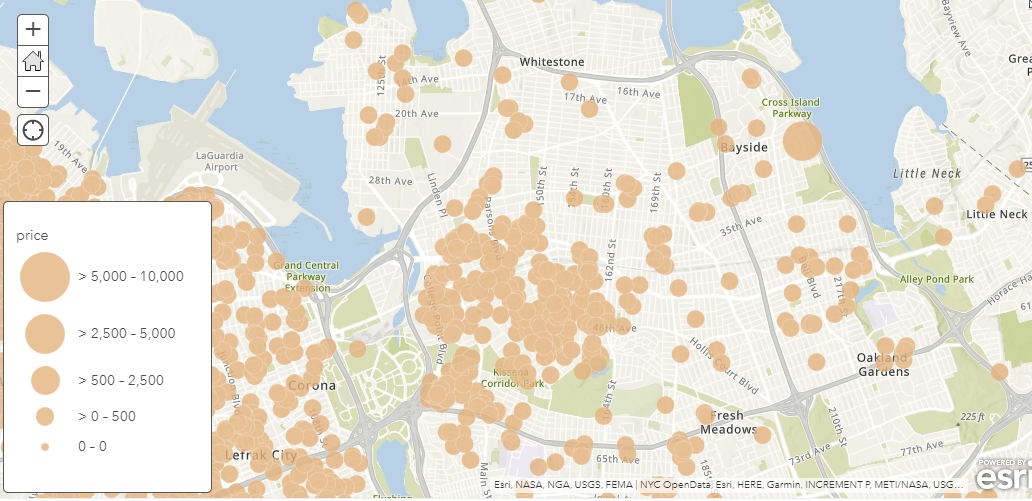 Whitestone
125th St
14th Ave
17th Ave
16th Ave
20th Ave
Cross Island
Parkway
Bayside
19th Ave
LaGuardia
Airport
28th Ave
Linden Pl
150th St
160th St
169th St
Little Neck
Little Neck
Bayview Ave
35th Ave
162nd St
Grand Central
Parkway
Extension
Alley Pond Park
Horace
217th St
46th Ave
Hollis Court Blvd
Oakland
Gardens
Kissena
Corridor Park
Corona
Fresh
Meadows
210th St
225 ft
77th Ave
73rd Ave
65th Ave
Main St
Lefrak City
Flushing
price
> 5,000 - 10,000
> 2,500 - 5,000
> 500 - 2,500
> 0 - 500
0 - 0
Esri, NASA, NGA, USGS, FEMA | NYC OpenData, Esri, HERE, Garmin, INCREMENT P, METI/NASA, USG...
POWERED BY
esri